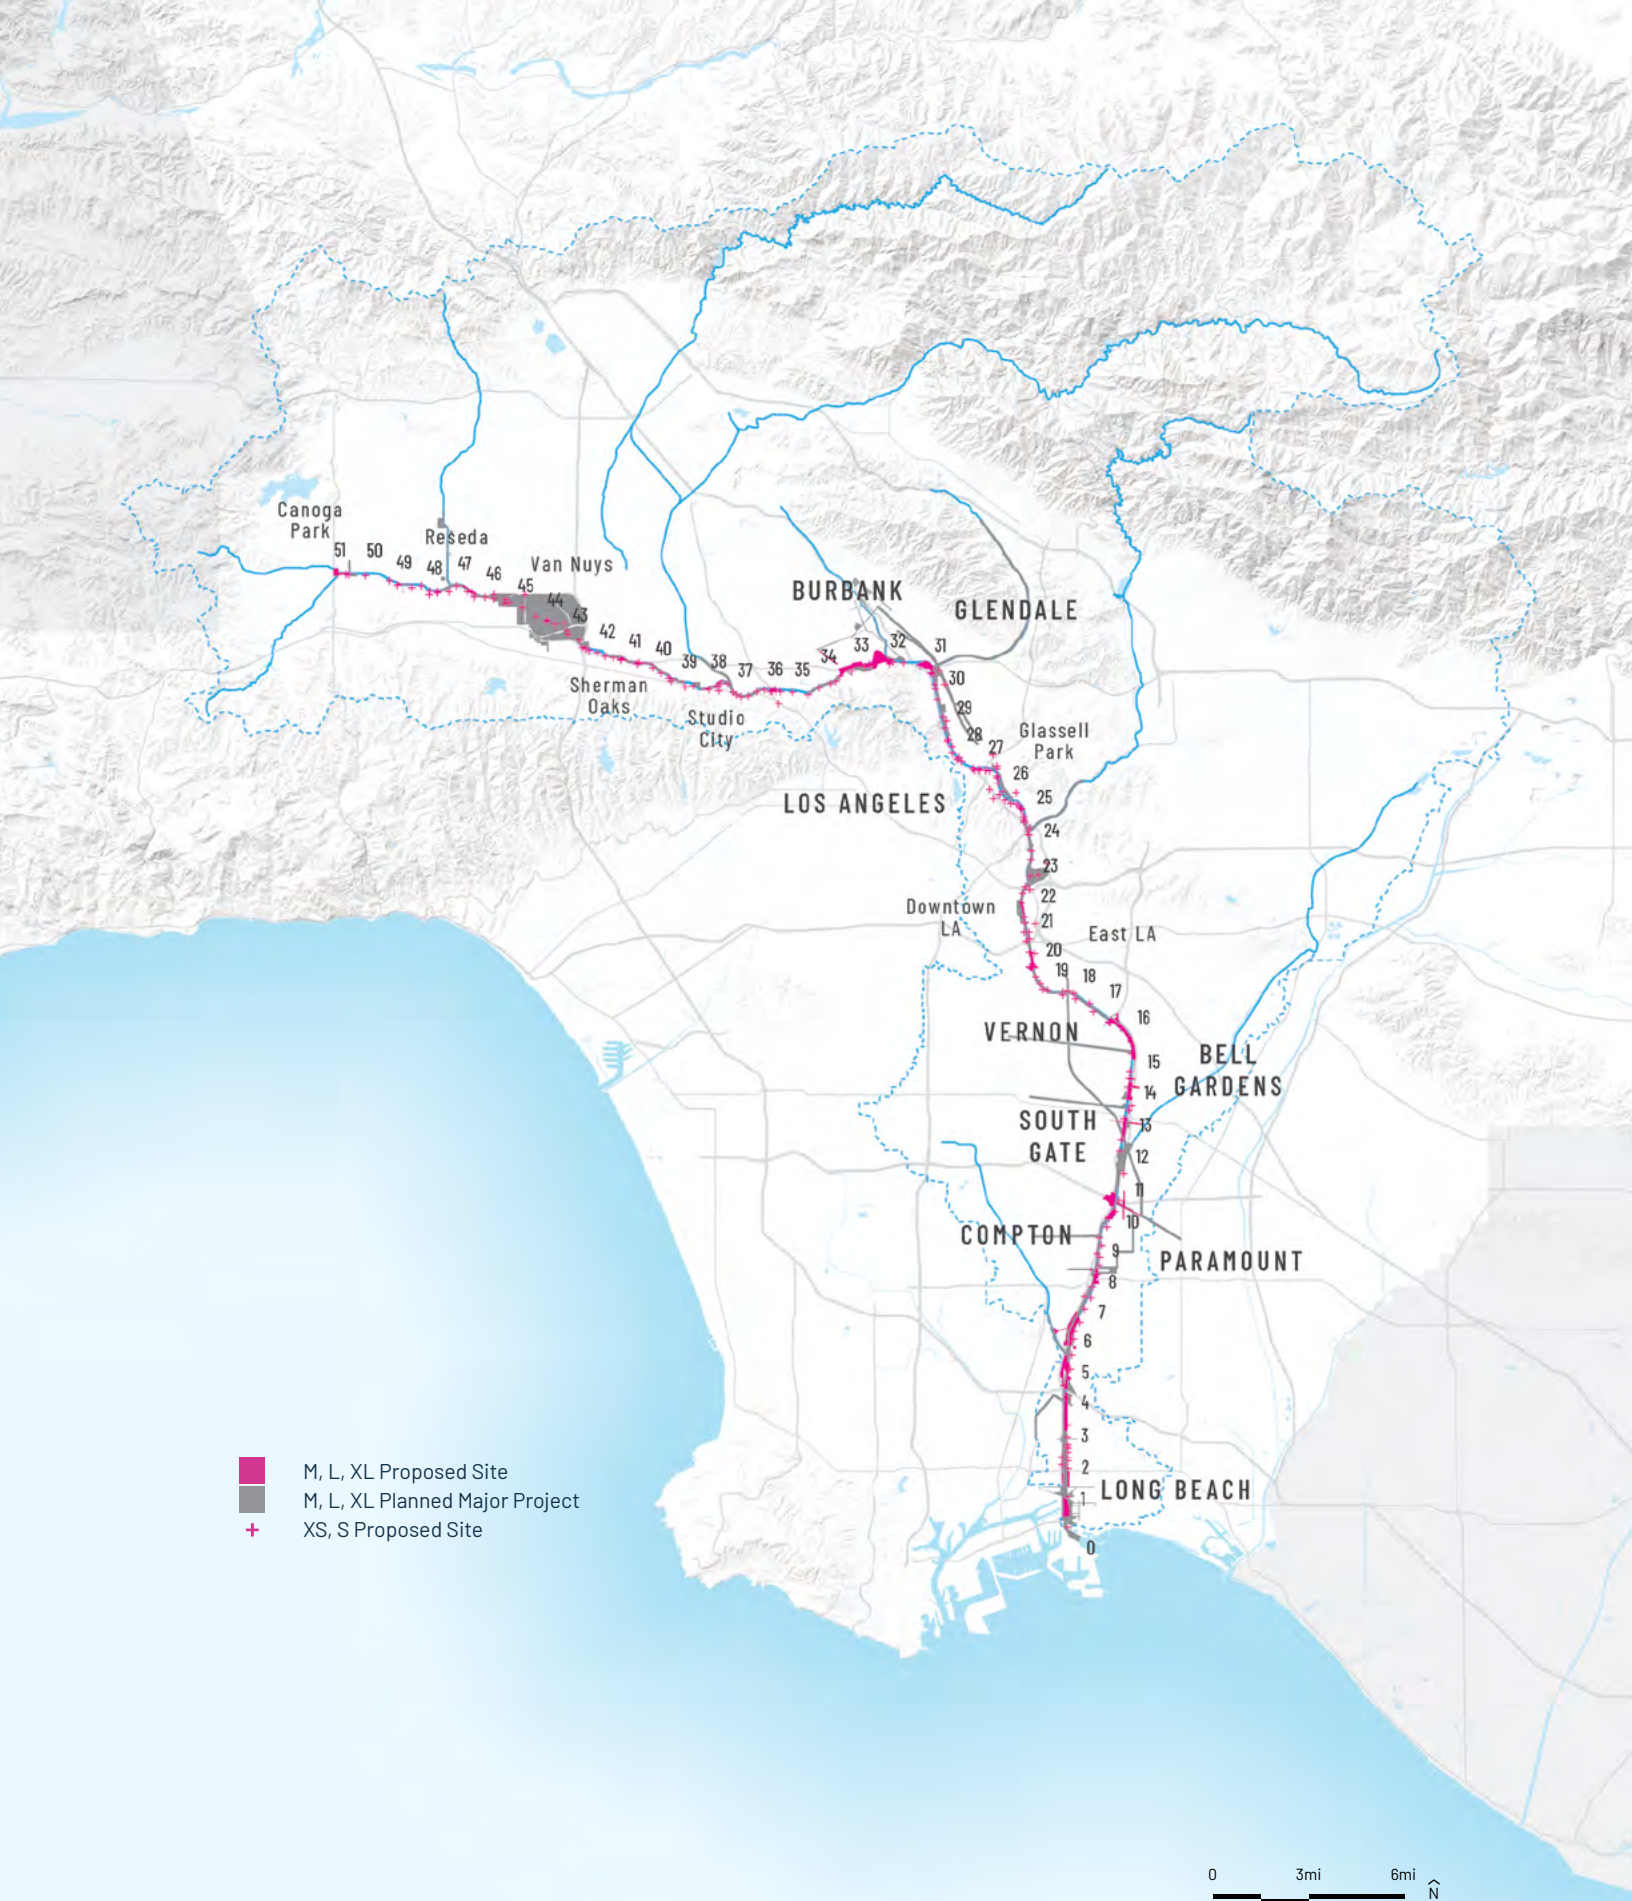 Canoga
Park
51
50
49
Reseda
48
47
46
Van Nuys
45
44
43
42
41
40
39
38
37
36
35
34
33
32
31
BURBANK
GLENDALE
Sherman
Oaks
Studio
City
30
29
28
27
Glassell
Park
26
25
LOS ANGELES
24
23
22
Downtown
LA
21
East LA
20
19
18
17
16
VERNON
15
BELL
GARDENS
14
SOUTH
GATE
13
12
11
10
COMPTON
9
PARAMOUNT
8
7
6
5
4
3
2
1
LONG BEACH
0
M, L, XL Proposed Site
M, L, XL Planned Major Project
XS, S Proposed Site
0 3mi 6mi
N